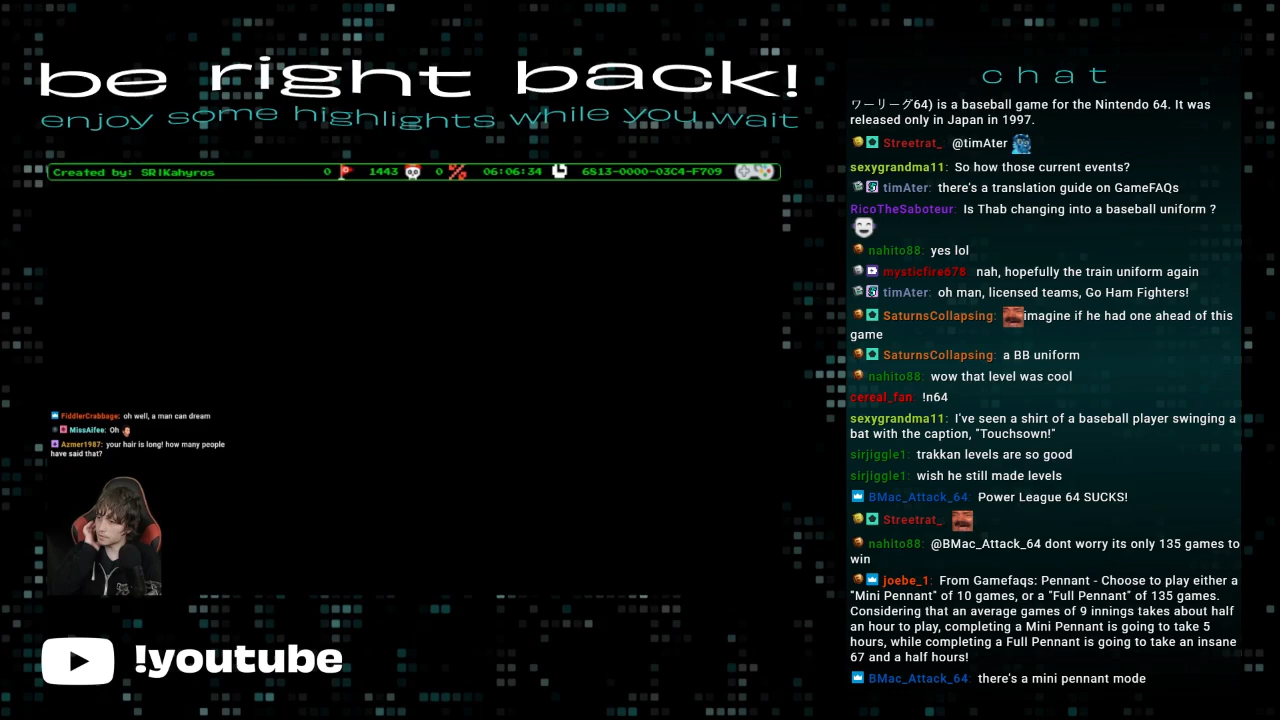 be right back!
enjoy some highlights while you wait
Created by: SRIKahyros 0 1443 0 06:06:34 6813-0000-03C4-F709
FiddlerCrabbage: oh well, a man can dream
MissAifee: Oh
Azmer1987: your hair is long! how many people
have said that?
!youtube
chat
ワーリーグ64) is a baseball game for the Nintendo 64. It was
released only in Japan in 1997.
Streetrat_ @timAter
sexygrandma11: So how those current events?
timAter: there's a translation guide on GameFAQs
RicoTheSaboteur: Is Thab changing into a baseball uniform ?
nahito88: yes lol
mysticfire678 nah, hopefully the train uniform again
timAter: oh man, licensed teams, Go Ham Fighters!
SaturnsCollapsing: imagine if he had one ahead of this
game
SaturnsCollapsing: a BB uniform
nahito88: wow that level was cool
cereal_fan: !n64
sexygrandma11: I've seen a shirt of a baseball player swinging a
bat with the caption, "Touchsown!"
sirjiggle1: trakkan levels are so good
sirjiggle1: wish he still made levels
BMac_Attack_64: Power League 64 SUCKS!
Streetrat_
nahito88: @BMac_Attack_64 dont worry its only 135 games to
win
joebe_1: From Gamefaqs: Pennant - Choose to play either a
"Mini Pennant" of 10 games, or a "Full Pennant" of 135 games.
Considering that an average games of 9 innings takes about half
an hour to play, completing a Mini Pennant is going to take 5
hours, while completing a Full Pennant is going to take an insane
67 and a half hours!
BMac_Attack_64: there's a mini pennant mode